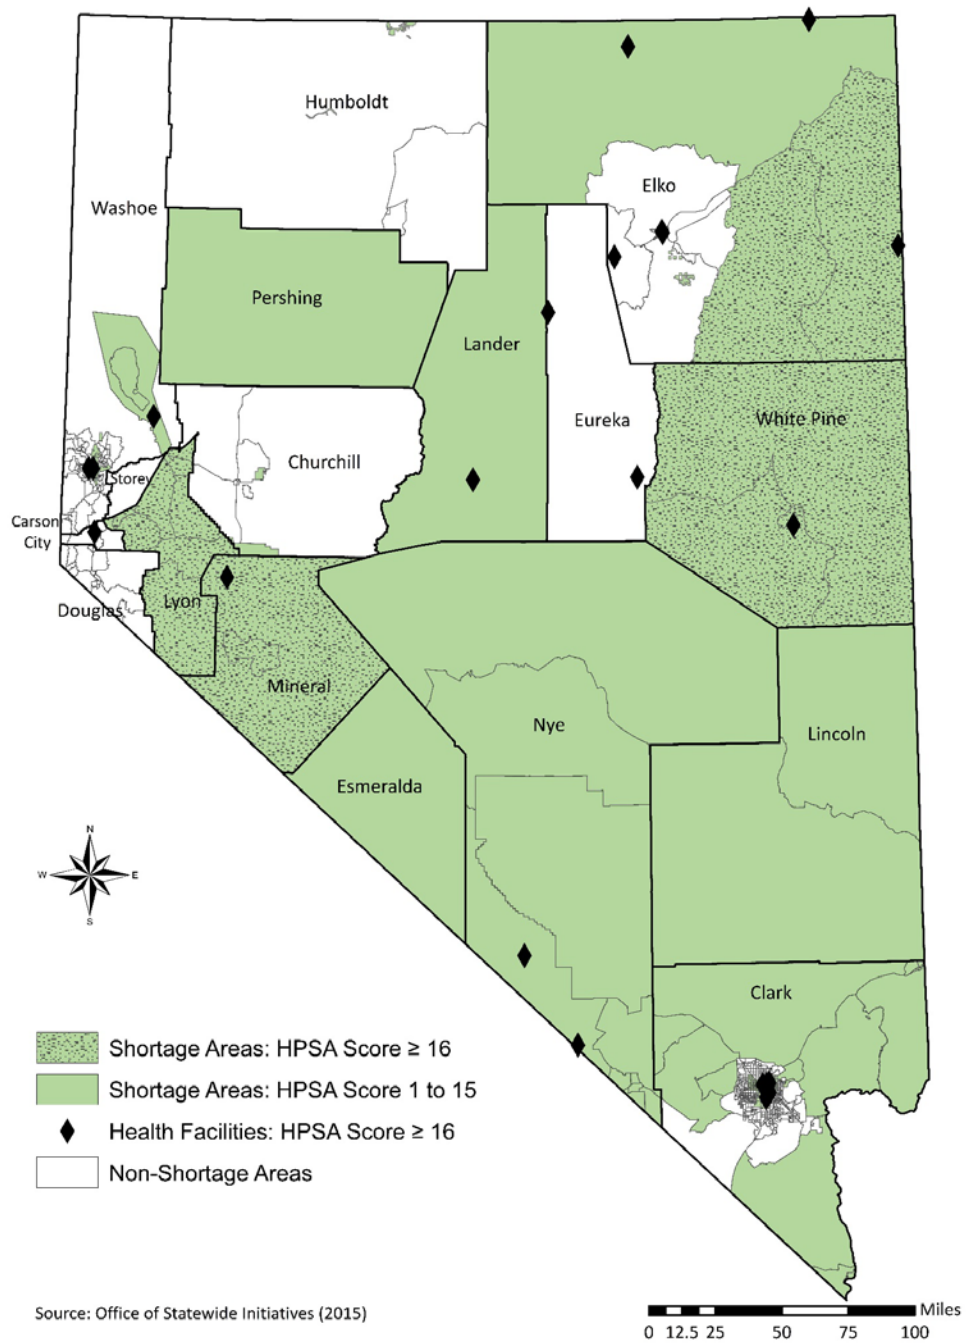 Humboldt
Elko
Washoe
Pershing
Lander
Eureka
White Pine
Churchill
Storey
Carson
City
Douglas
Lyon
Mineral
Nye
Lincoln
Esmeralda
Clark
N
W
E
S
Shortage Areas: HPSA Score ≥ 16
Shortage Areas: HPSA Score 1 to 15
Health Facilities: HPSA Score ≥ 16
Non-Shortage Areas
Source: Office of Statewide Initiatives (2015)
Miles
0 12.5 25 50 75 100